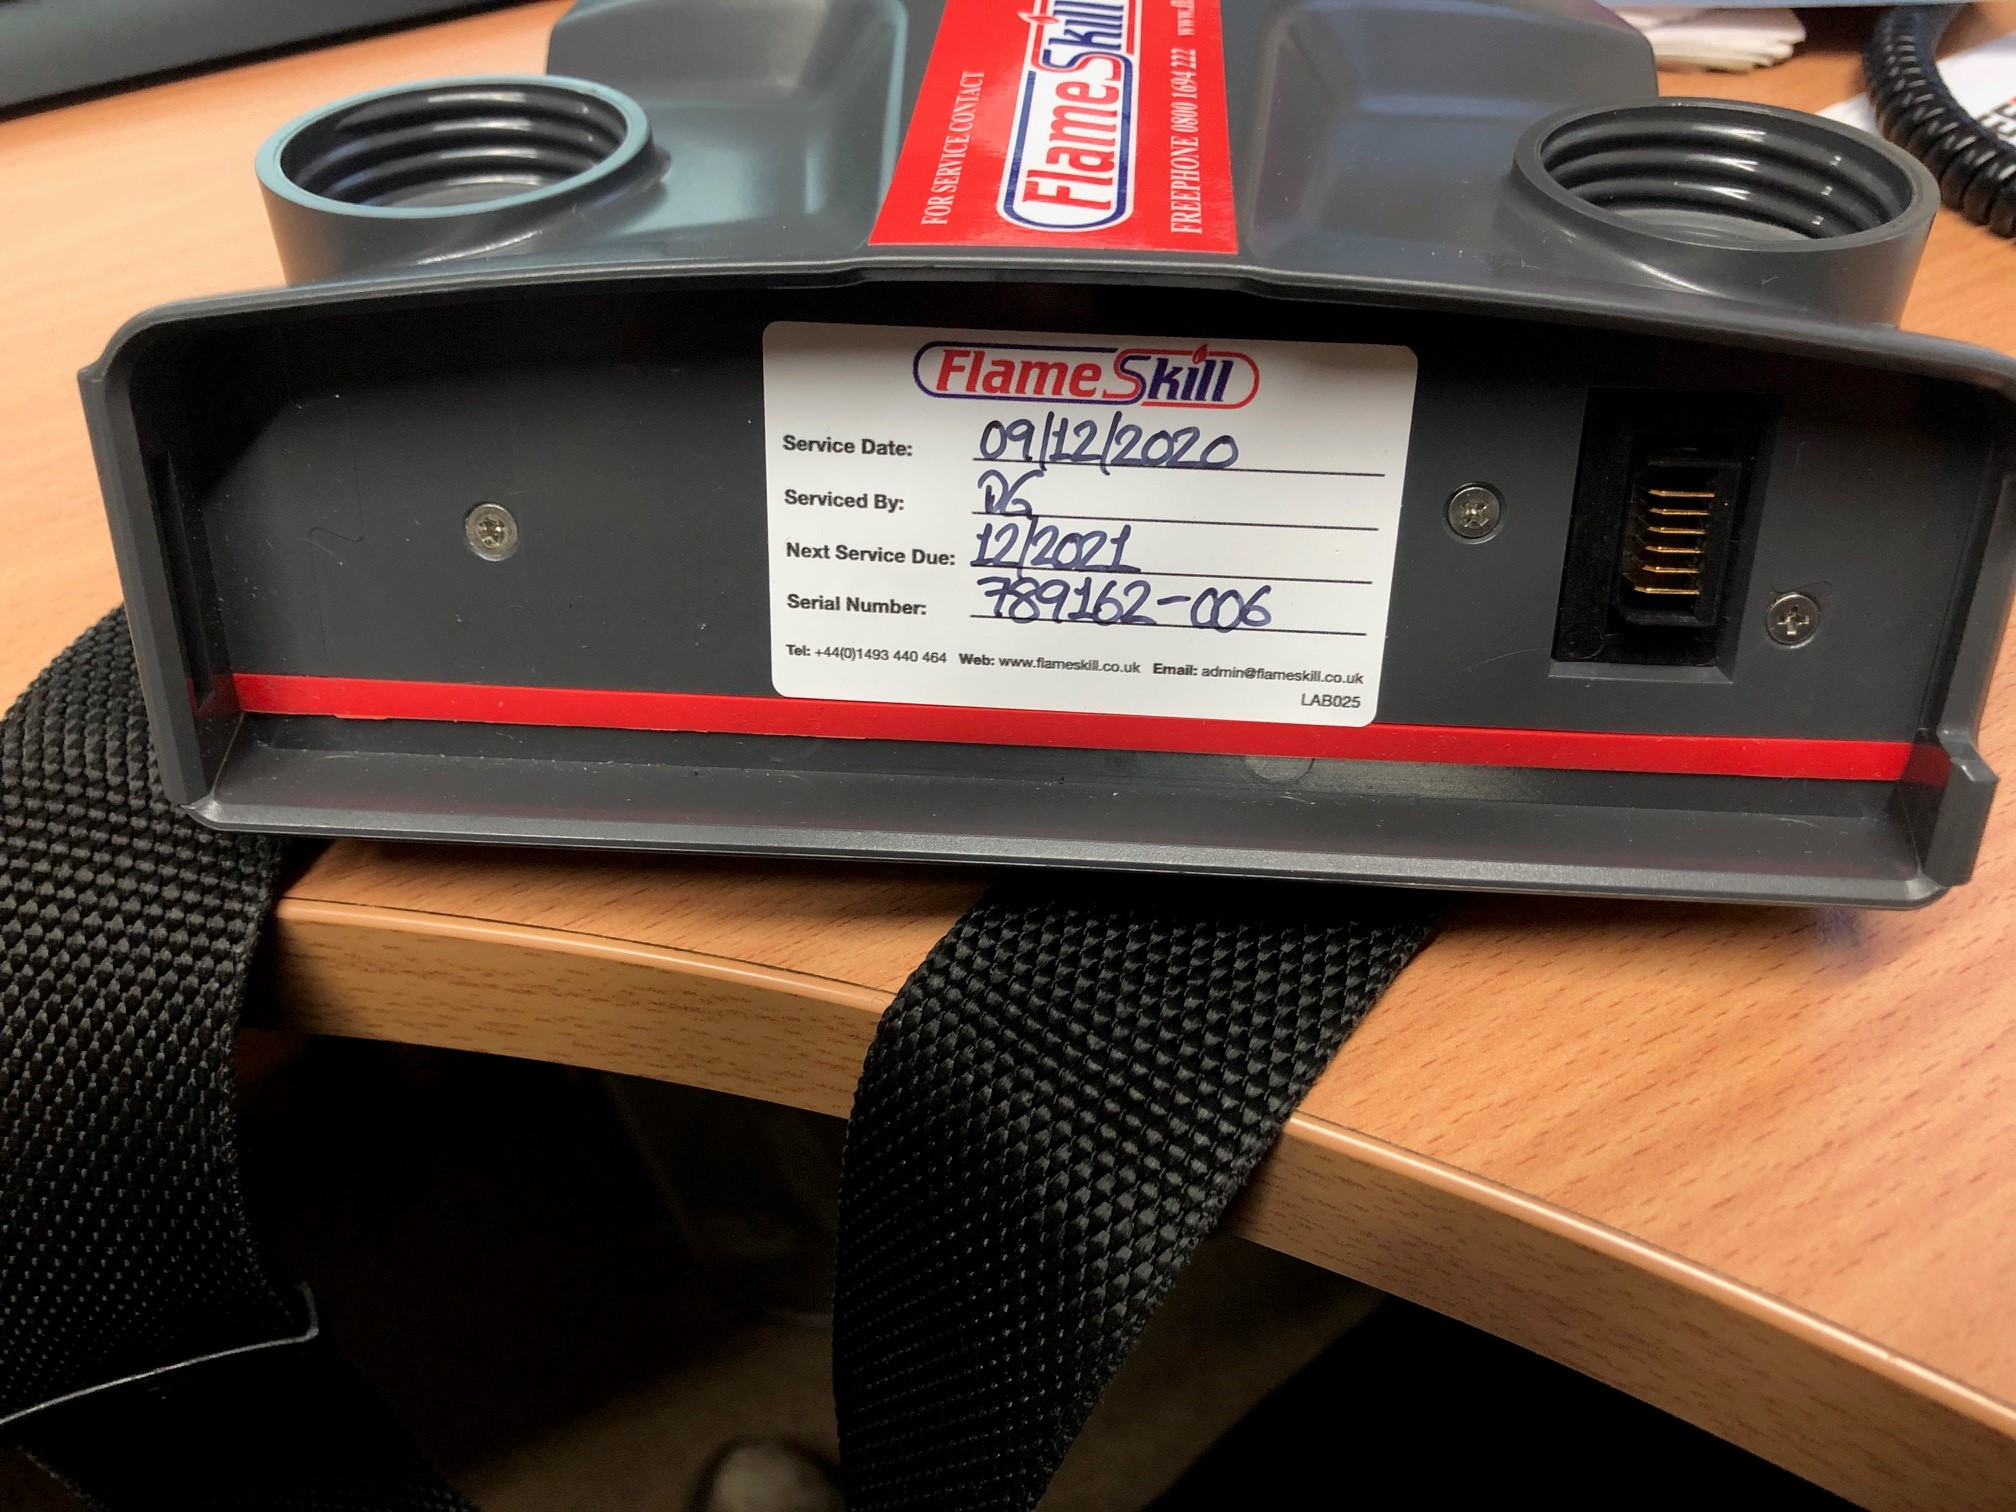 FOR SERVICE CONTACT
FlameSkill
FREEPHONE 0800 1694 222
FlameSkill
Service Date: 09/12/2020
Serviced By: DG
Next Service Due: 12/2021
Serial Number: 789162-006
Tel: +44(0)1493 440 464 Web: www.flameskill.co.uk Email: admin@flameskill.co.uk
LAB025